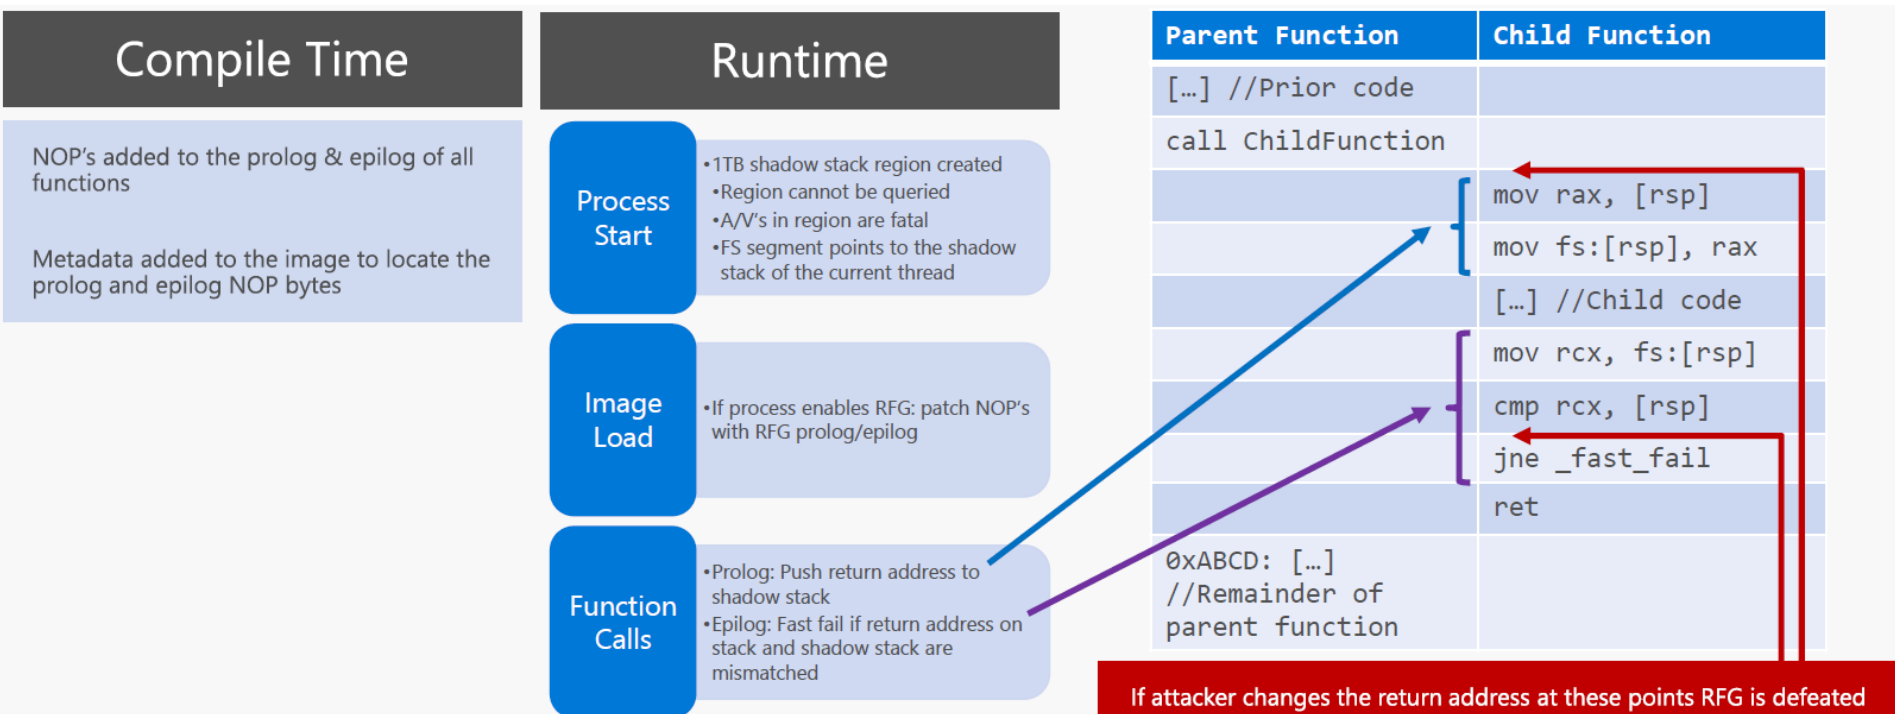 Compile Time
NOP's added to the prolog & epilog of all
functions
Metadata added to the image to locate the
prolog and epilog NOP bytes
Runtime
Process
Start
•1TB shadow stack region created
•Region cannot be queried
•A/V's in region are fatal
•FS segment points to the shadow
stack of the current thread
Image
Load
•If process enables RFG: patch NOP's
with RFG prolog/epilog
Function
Calls
•Prolog: Push return address to
shadow stack
•Epilog: Fast fail if return address on
stack and shadow stack are
mismatched
Parent Function
Child Function
[…] //Prior code
call ChildFunction
mov rax, [rsp]
mov fs:[rsp], rax
[…] //Child code
mov rcx, fs:[rsp]
cmp rcx, [rsp]
jne _fast_fail
ret
0xABCD: […]
//Remainder of
parent function
If attacker changes the return address at these points RFG is defeated